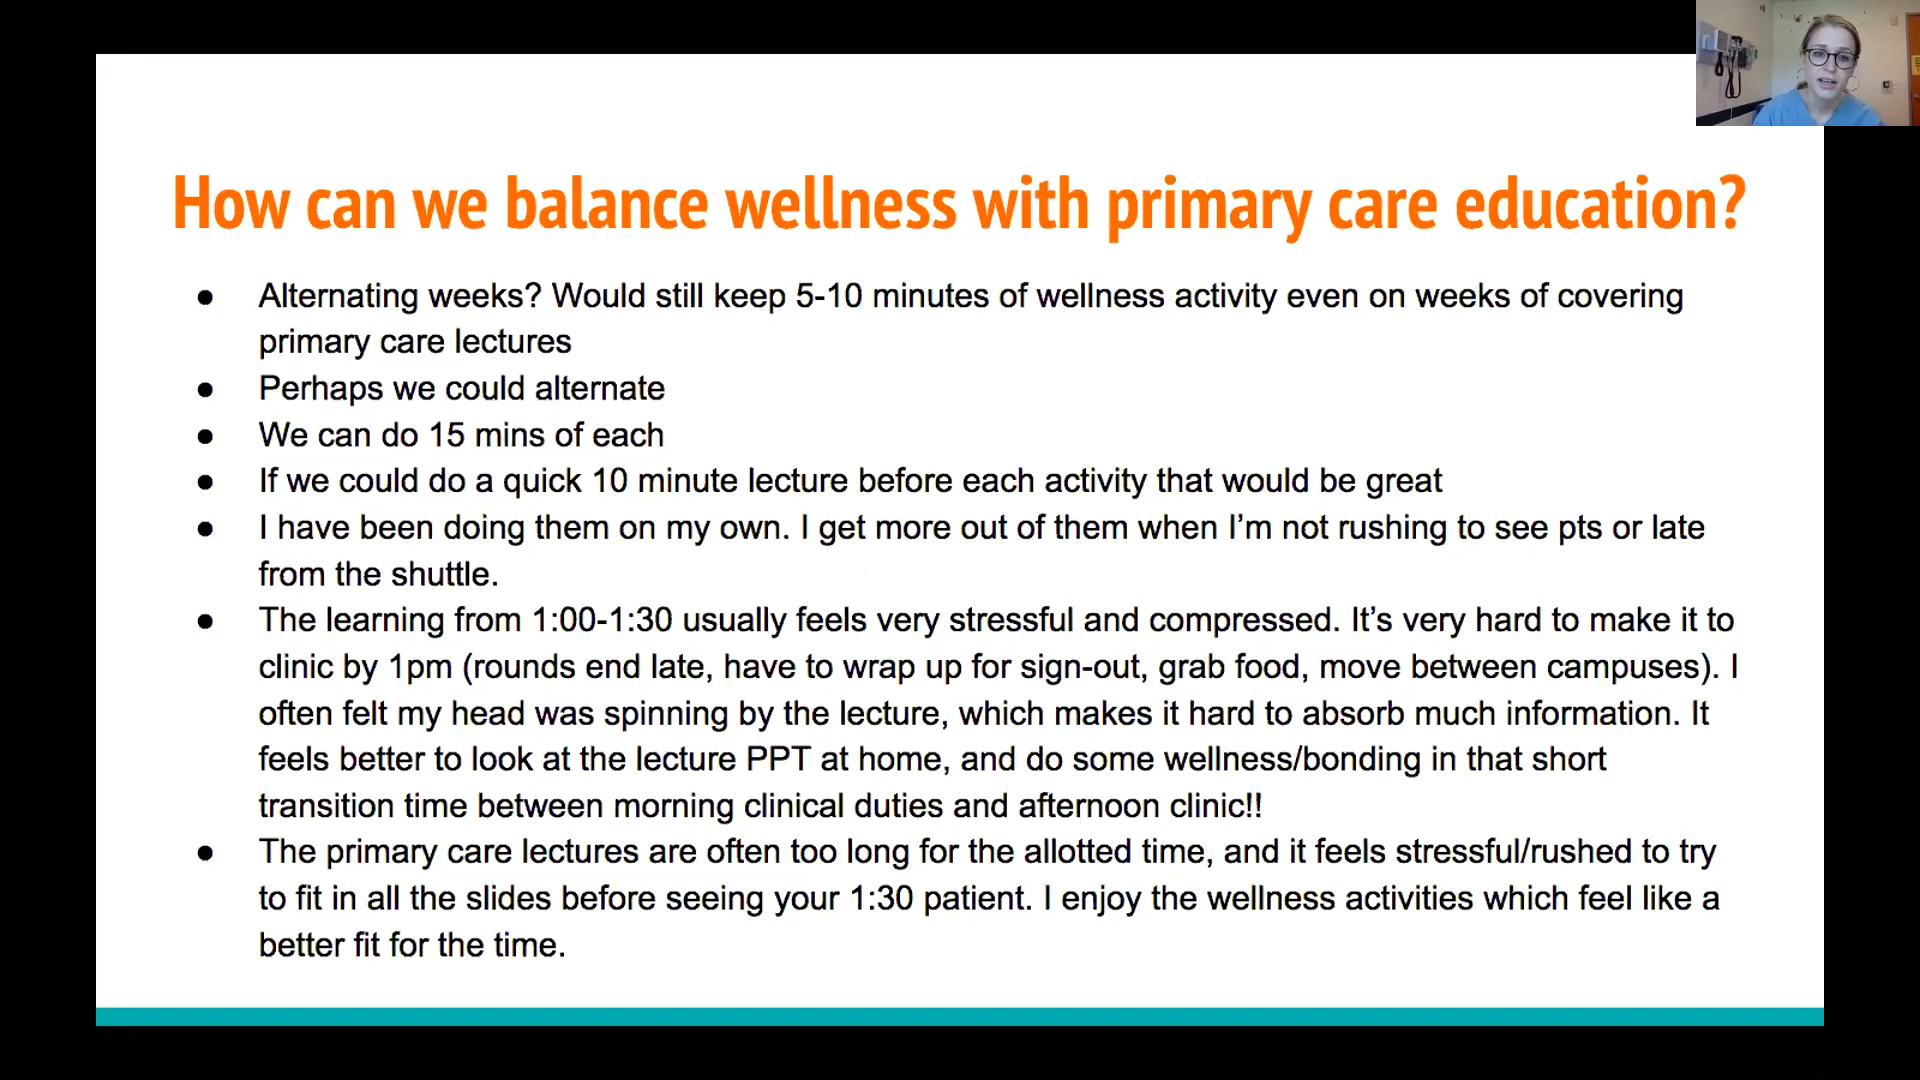 How can we balance wellness with primary care education?
● Alternating weeks? Would still keep 5-10 minutes of wellness activity even on weeks of covering
primary care lectures
● Perhaps we could alternate
● We can do 15 mins of each
● If we could do a quick 10 minute lecture before each activity that would be great
● I have been doing them on my own. I get more out of them when I’m not rushing to see pts or late
from the shuttle.
● The learning from 1:00-1:30 usually feels very stressful and compressed. It’s very hard to make it to
clinic by 1pm (rounds end late, have to wrap up for sign-out, grab food, move between campuses). I
often felt my head was spinning by the lecture, which makes it hard to absorb much information. It
feels better to look at the lecture PPT at home, and do some wellness/bonding in that short
transition time between morning clinical duties and afternoon clinic!!
● The primary care lectures are often too long for the allotted time, and it feels stressful/rushed to try
to fit in all the slides before seeing your 1:30 patient. I enjoy the wellness activities which feel like a
better fit for the time.